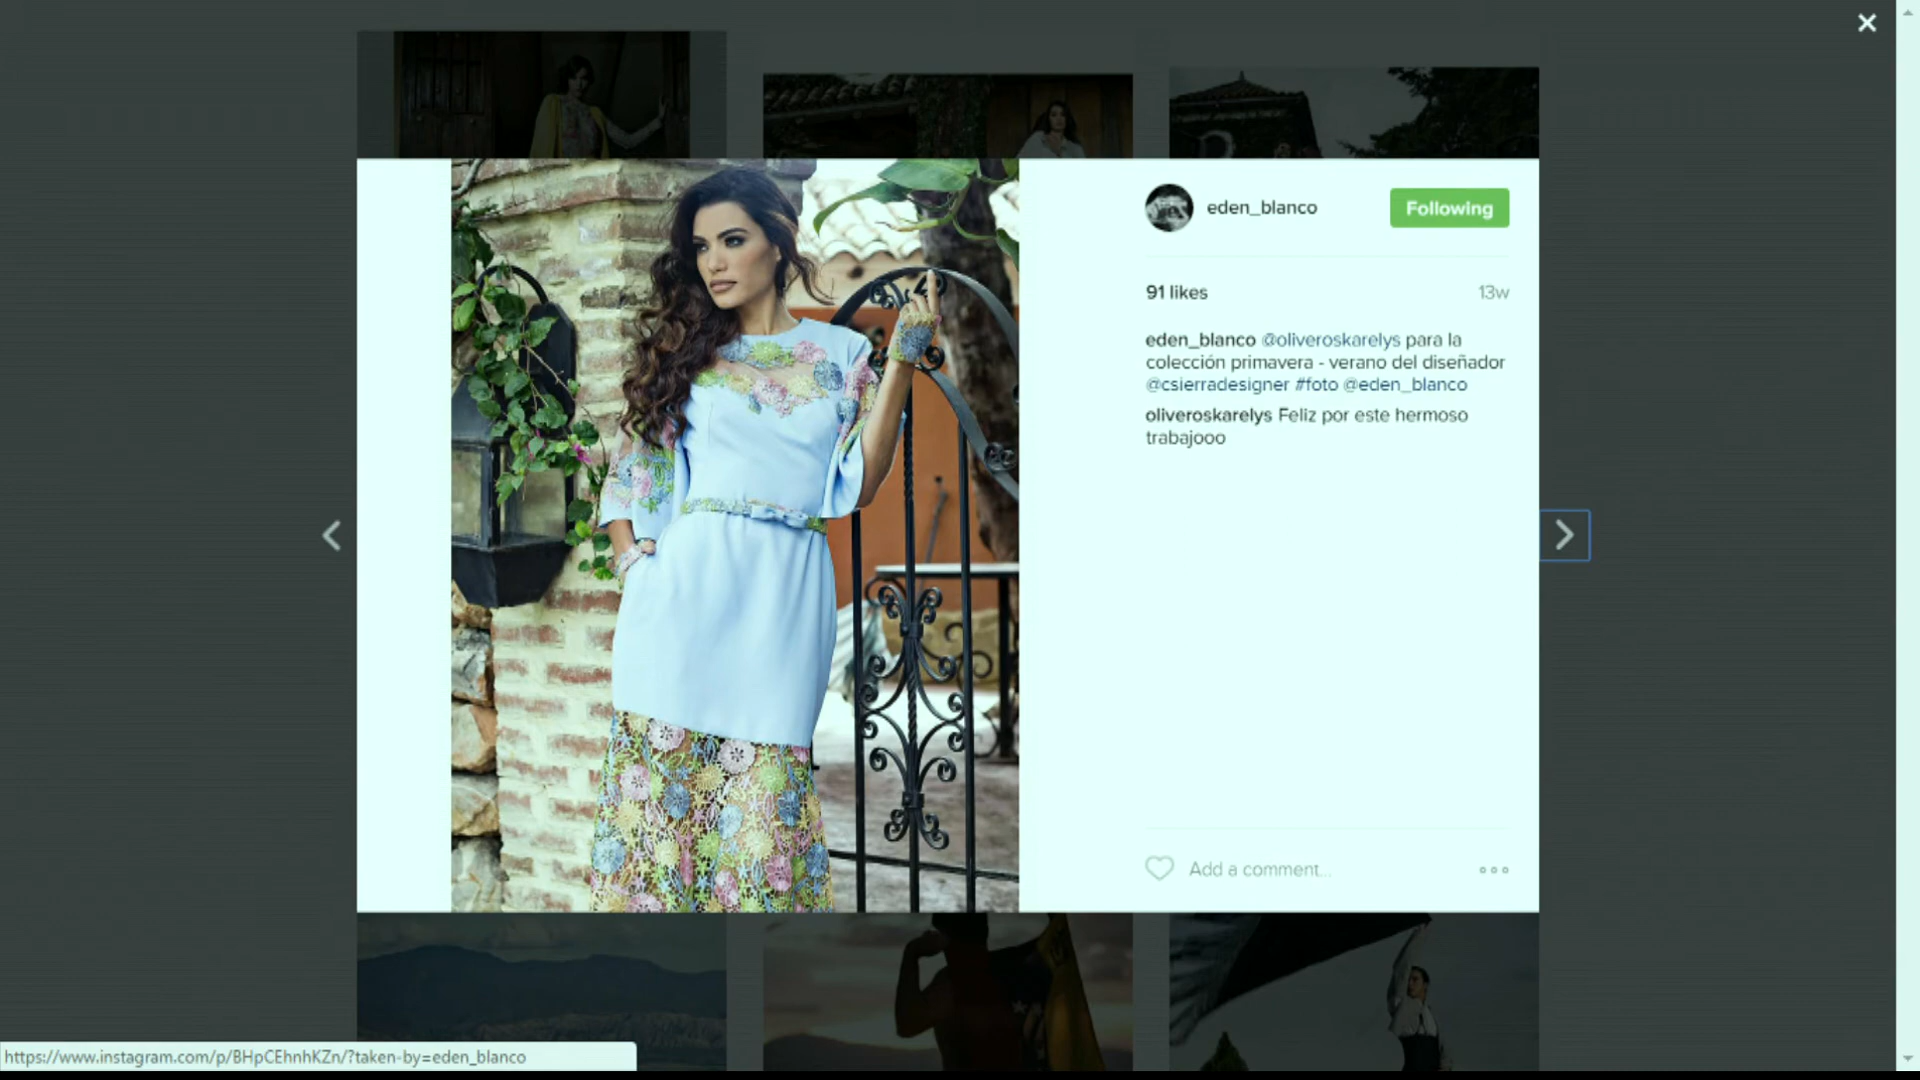 eden_blanco
Following
91 likes
13w
eden_blanco @oliveroskarelys para la
colección primavera - verano del diseñador
@csierradesigner #foto @eden_blanco
oliveroskarelys Feliz por este hermoso
trabajooo
Add a comment...
https://www.instagram.com/p/BHpCEhnhKZn/?taken-by=eden_blanco